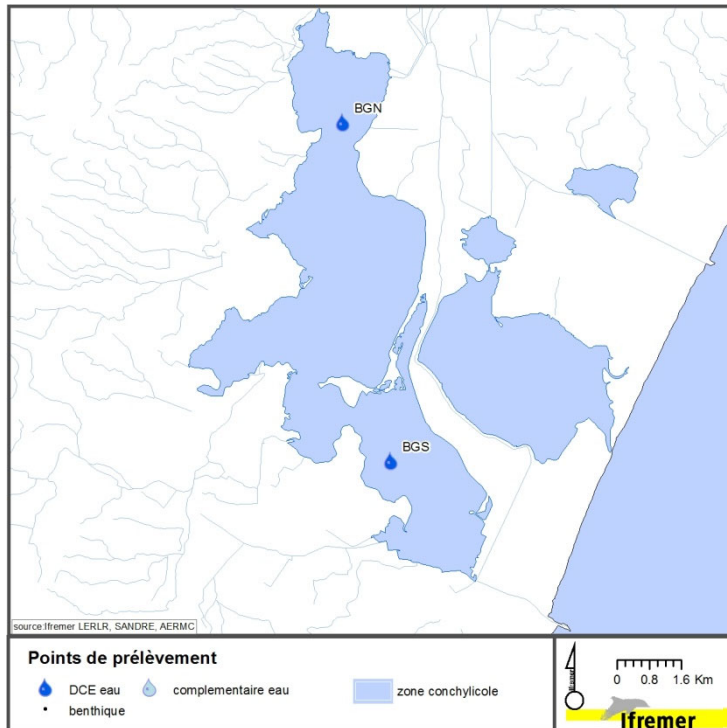 BGN
BGS
source:Ifremer LERLR, SANDRE, AERMC
Points de prélèvement
DCE eau
complementaire eau
zone conchylicole
benthique
0 0.8 1.6 Km
Ifremer